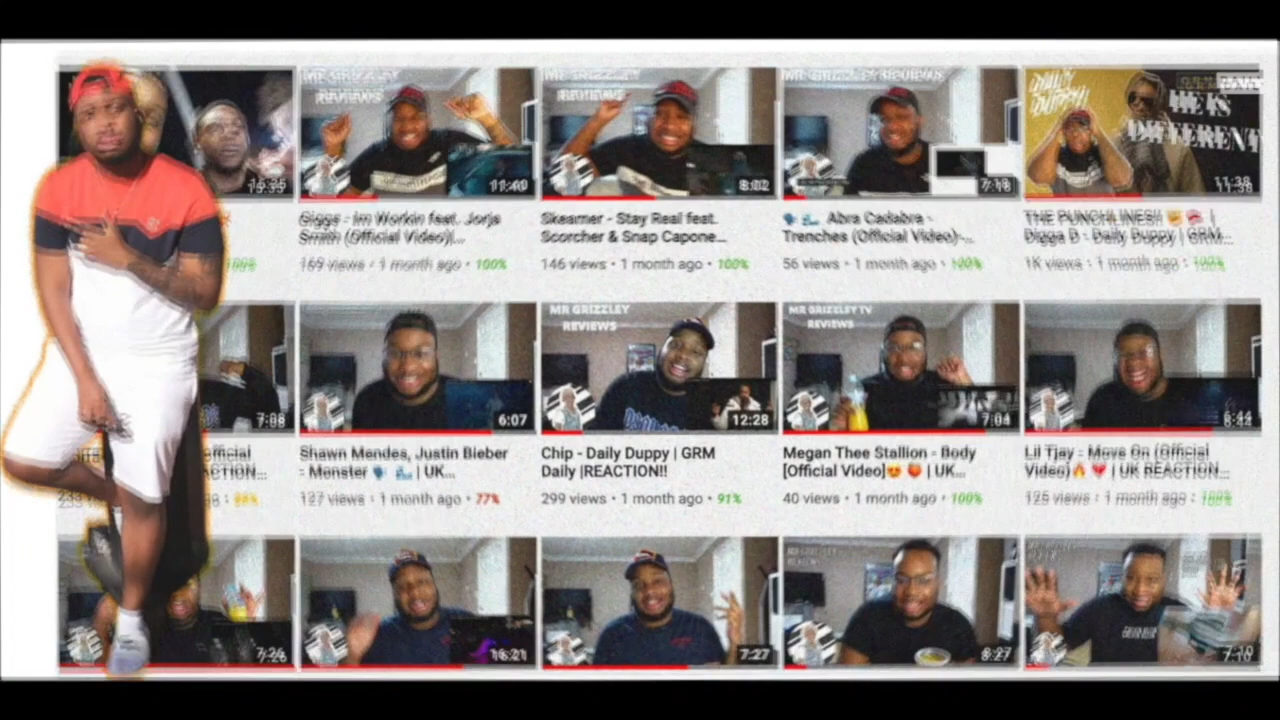 MR GRIZZLEY
REVIEWS
MR GRIZZLEY
REVIEWS
MR GRIZZLEY TV REVIEWS
DAILY
DUPPY!
HE IS
DIFFERENT
15:35
11:40
8:02
7:18
11:38
Giggs - Im Workin feat. Jorja
Smith (Official Video)|...
Skeamer - Stay Real feat.
Scorcher & Snap Capone...
🗣️ 🇬🇧 Abra Cadabra -
Trenches (Official Video)-...
THE PUNCHLINES!! |
Digga D - Daily Duppy | GRM...
100%
169 views • 1 month ago • 100%
146 views • 1 month ago • 100%
56 views • 1 month ago • 100%
1K views • 1 month ago • 100%
MR GRIZZLEY
REVIEWS
MR GRIZZLEY TV
REVIEWS
7:08
6:07
12:28
7:04
6:44
official
ACTION...
Shawn Mendes, Justin Bieber
- Monster | UK...
Chip - Daily Duppy | GRM
Daily |REACTION!!
Megan Thee Stallion - Body
[Official Video]😍 🍑 | UK...
Lil Tjay - Move On (Official
Video)🔥 ❤️ | UK REACTION...
127 views • 1 month ago • 77%
299 views • 1 month ago • 91%
40 views • 1 month ago • 100%
125 views • 1 month ago • 100%
7:26
16:21
7:27
8:27
7:10